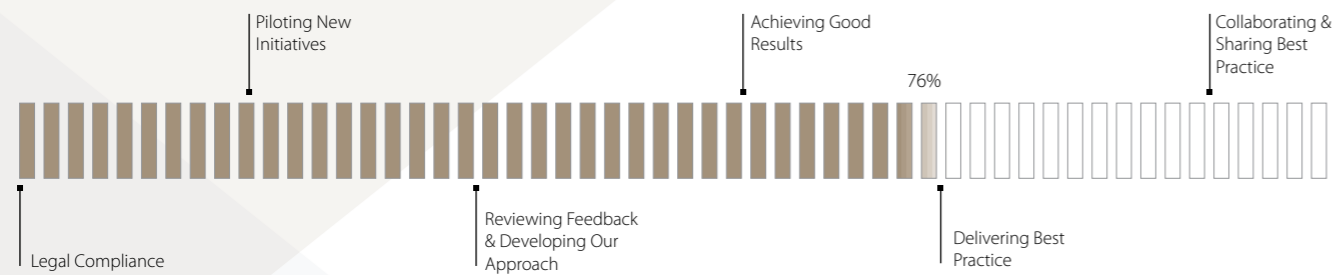 Piloting New
Initiatives
Achieving Good
Results
Collaborating &
Sharing Best
Practice
76%
Legal Compliance
Reviewing Feedback
& Developing Our
Approach
Delivering Best
Practice